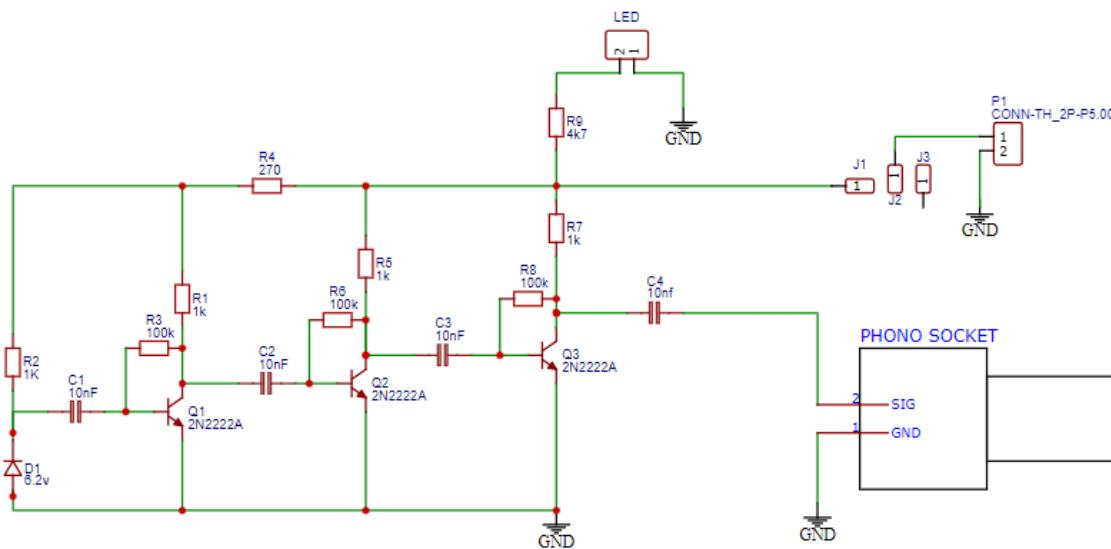 LED
2
1
R9
4k7
GND
P1
CONN-TH_2P-P5.00
1
2
GND
J1
1
1
J2
J3
1
R4
270
R7
1k
R5
1k
R8
100k
C4
10nf
R1
1k
R6
100k
R3
100k
C3
10nF
Q3
2N2222A
R2
1K
C2
10nF
Q2
2N2222A
C1
10nF
Q1
2N2222A
D1
6.2v
GND
PHONO SOCKET
2
SIG
1
GND
GND